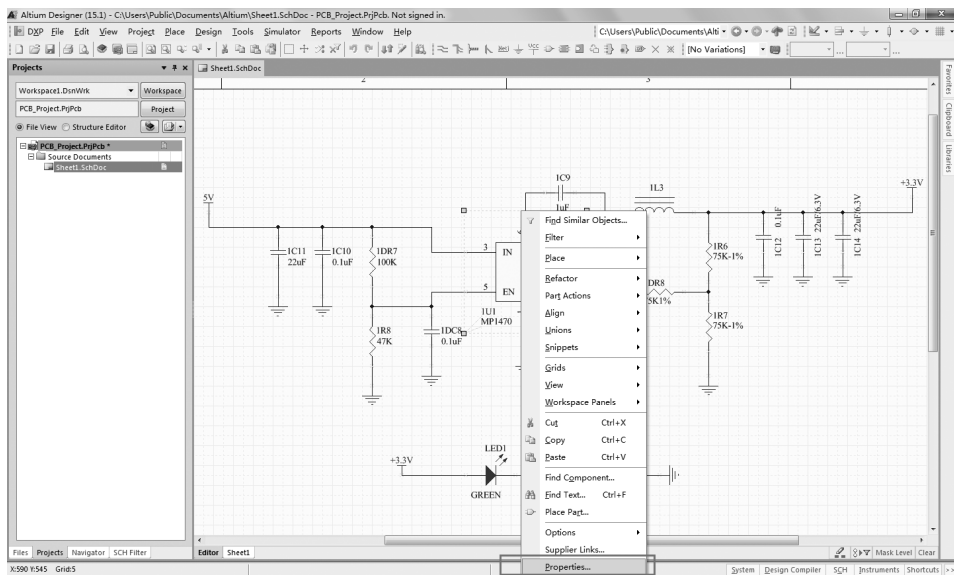 Altium Designer (15.1) - C:\Users\Public\Documents\Altium\Sheet1.SchDoc - PCB_Project.PrjPcb. Not signed in.
DXP File Edit View Project Place Design Tools Simulator Reports Window Help
C:\Users\Public\Documents\Alti
[No Variations]
Projects
Sheet1.SchDoc
Workspace1.DsnWrk Workspace
PCB_Project.PrjPcb Project
File View Structure Editor
PCB_Project.PrjPcb *
Source Documents
Sheet1.SchDoc
Favorites
Clipboard
Libraries
2 3
5V
1C9
1uF
1L3
+3.3V
1C11
22uF
1C10
0.1uF
1DR7
100K
3 IN
5 EN
1U1
MP1470
1R8
47K
1DC8
0.1uF
DR8
5K1%
1R6
75K-1%
1R7
75K-1%
1C12 0.1uF
1C13 22uF/6.3V
1C14 22uF/6.3V
+3.3V
LED1
GREEN
Find Similar Objects...
Filter
Place
Refactor
Part Actions
Align
Unions
Snippets
Grids
View
Workspace Panels
Cut Ctrl+X
Copy Ctrl+C
Paste Ctrl+V
Find Component...
Find Text... Ctrl+F
Place Part...
Options
Supplier Links...
Properties...
Files Projects Navigator SCH Filter
Editor Sheet1
Mask Level Clear
X:590 Y:545 Grid:5
System Design Compiler SCH Instruments Shortcuts >>